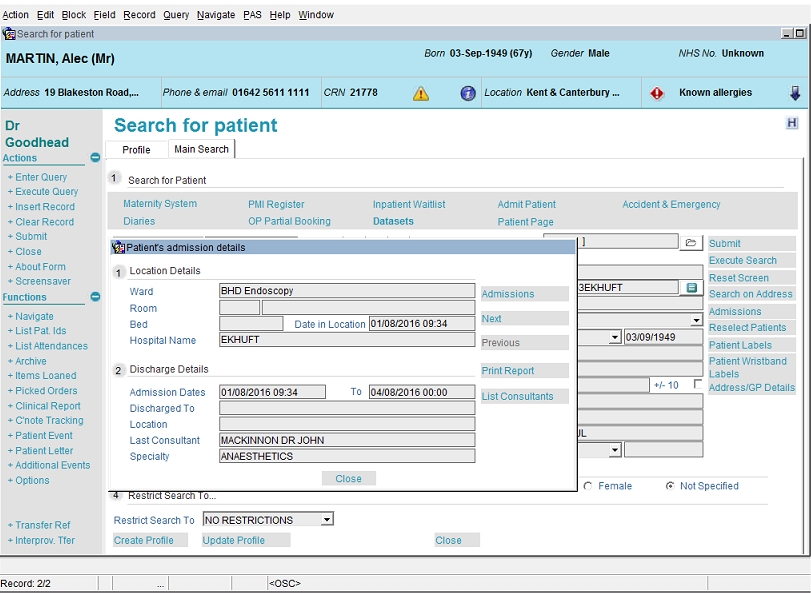 Action Edit Block Field Record Query Navigate PAS Help Window
Search for patient
MARTIN, Alec (Mr)
Born 03-Sep-1949 (67y) Gender Male NHS No. Unknown
Address 19 Blakeston Road,... Phone & email 01642 5611 1111 CRN 21778 Location Kent & Canterbury ... Known allergies
Dr
Goodhead
Actions
+ Enter Query
+ Execute Query
+ Insert Record
+ Clear Record
+ Submit
+ Close
+ About Form
+ Screensaver
Functions
+ Navigate
+ List Pat. Ids
+ List Attendances
+ Archive
+ Items Loaned
+ Picked Orders
+ Clinical Report
+ C'note Tracking
+ Patient Event
+ Patient Letter
+ Additional Events
+ Options
+ Transfer Ref
+ Interprov. Tfer
Search for patient
H
Profile Main Search
1 Search for Patient
Maternity System PMI Register Inpatient Waitlist Admit Patient Accident & Emergency
Diaries OP Partial Booking Datasets Patient Page
Patient's admission details
1 Location Details
Ward BHD Endoscopy
Room
Bed Date in Location 01/08/2016 09:34
Hospital Name EKHUFT
2 Discharge Details
Admission Dates 01/08/2016 09:34 To 04/08/2016 00:00
Discharged To
Location
Last Consultant MACKINNON DR JOHN
Specialty ANAESTHETICS
Close
Admissions
Next
Previous
Print Report
List Consultants
]
3EKHUFT
03/09/1949
+/- 10
Submit
Execute Search
Reset Screen
Search on Address
Admissions
Reselect Patients
Patient Labels
Patient Wristband
Labels
Address/GP Details
Female Not Specified
4 Restrict Search To...
Restrict Search To NO RESTRICTIONS
Create Profile Update Profile Close
Record: 2/2 ... <OSC>